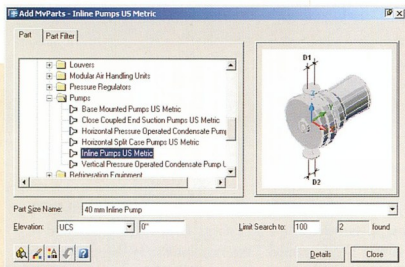 Add MvParts - Inline Pumps US Metric
Part
Part Filter
Louvers
Modular Air Handling Units
Pressure Regulators
Pumps
Base Mounted Pumps US Metric
Close Coupled End Suction Pumps US Metric
Horizontal Pressure Operated Condensate Pump
Horizontal Split Case Pumps US Metric
Inline Pumps US Metric
Vertical Pressure Operated Condensate Pump U
Refrigeration Equipment
D1
D2
Part Size Name:
40 mm Inline Pump
Elevation:
UCS
0"
Limit Search to:
100
2
found
Details
Close